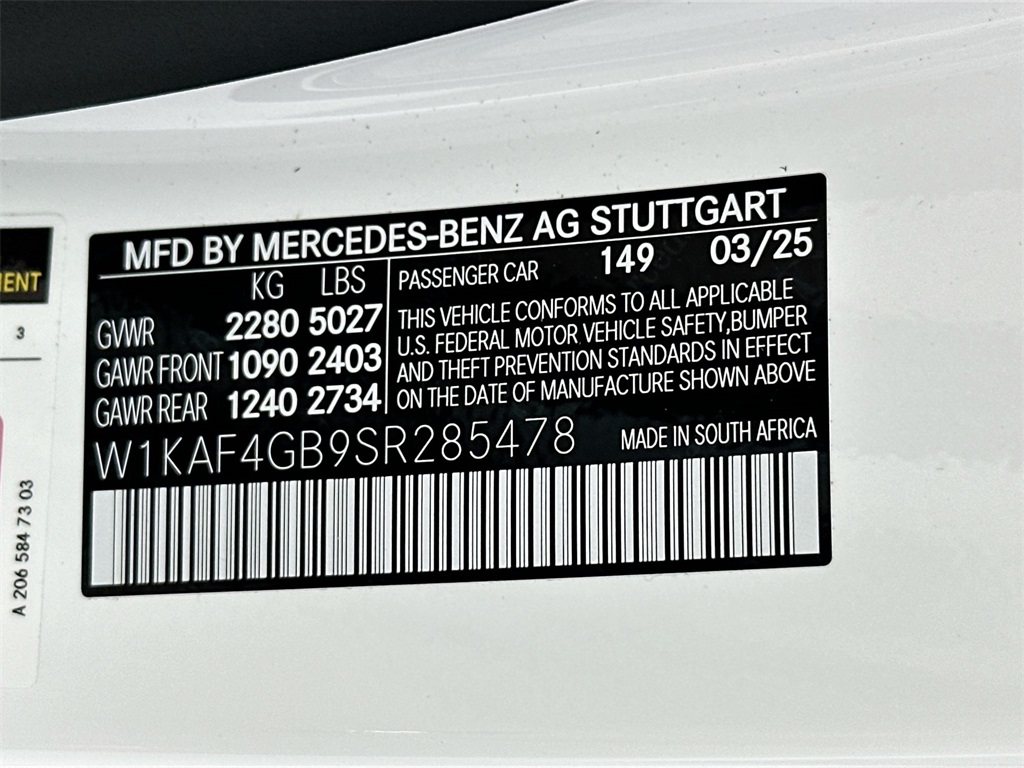 MFD BY MERCEDES-BENZ AG STUTTGART
KG LBS
GVWR 2280 5027
GAWR FRONT 1090 2403
GAWR REAR 1240 2734
PASSENGER CAR 149 03/25
THIS VEHICLE CONFORMS TO ALL APPLICABLE
U.S. FEDERAL MOTOR VEHICLE SAFETY,BUMPER
AND THEFT PREVENTION STANDARDS IN EFFECT
ON THE DATE OF MANUFACTURE SHOWN ABOVE
W1KAF4GB9SR285478 MADE IN SOUTH AFRICA
3
A 206 584 73 03